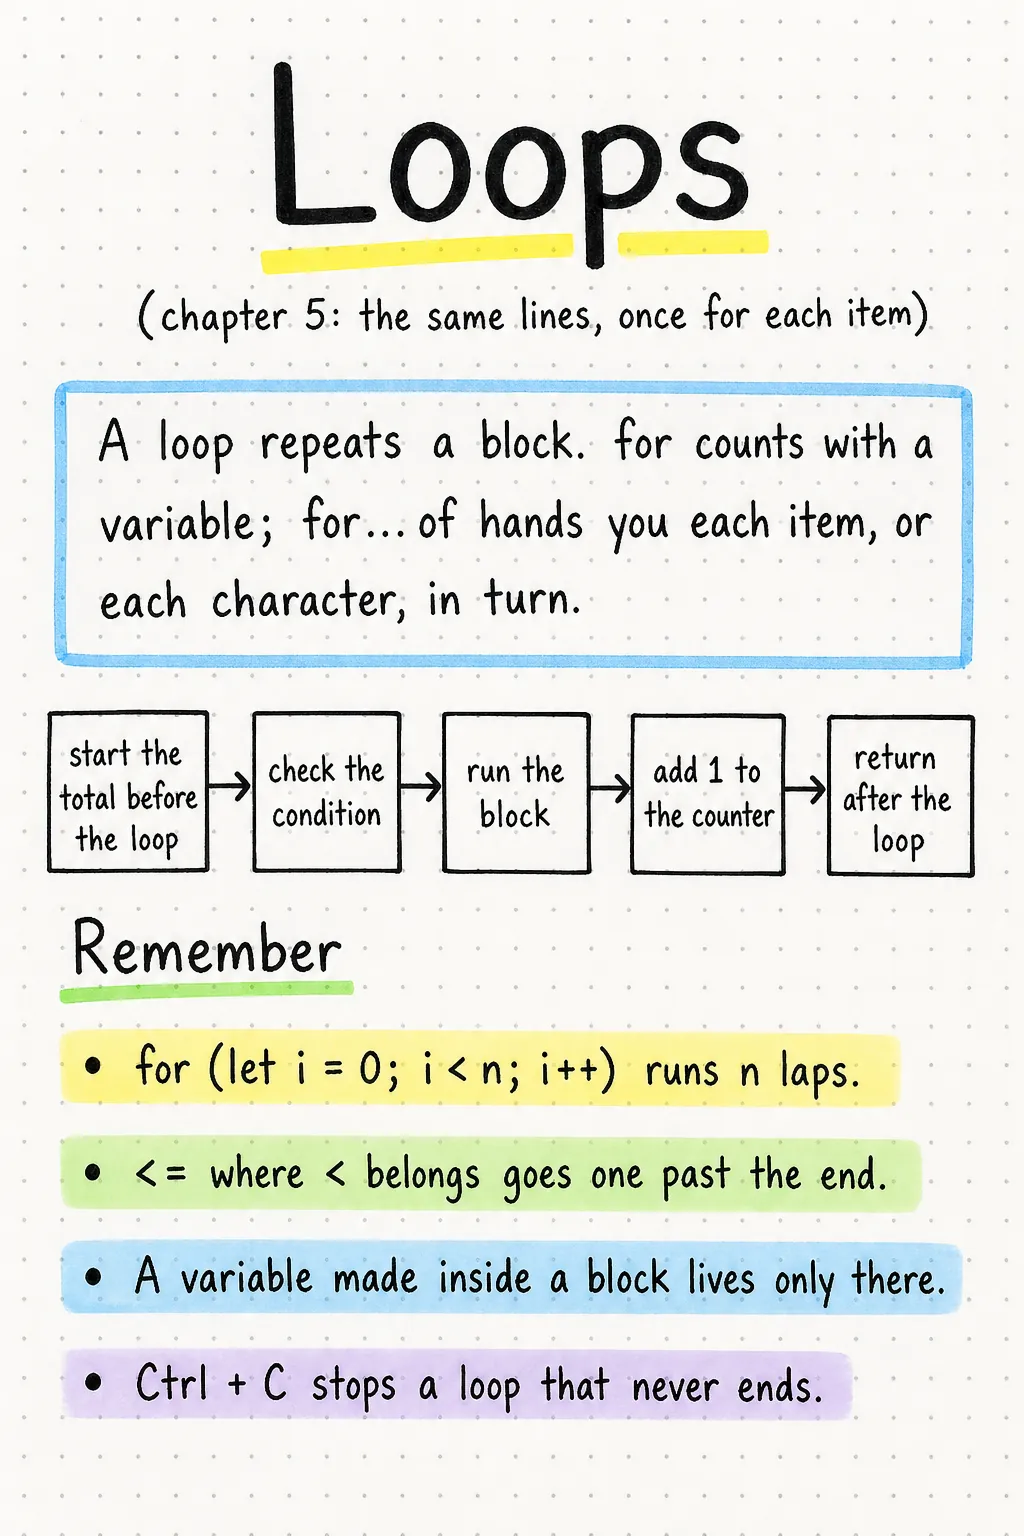 Loops
(chapter 5: the same lines, once for each item)
A loop repeats a block. for counts with a
variable; for... of hands you each item, or
each character, in turn.
start the
total before
the loop
check the
condition
run the
block
add 1 to
the counter
return
after the
loop
Remember
• for (let i = 0; i < n; i++) runs n laps.
• <= where < belongs goes one past the end.
• A variable made inside a block lives only there.
• Ctrl + C stops a loop that never ends.